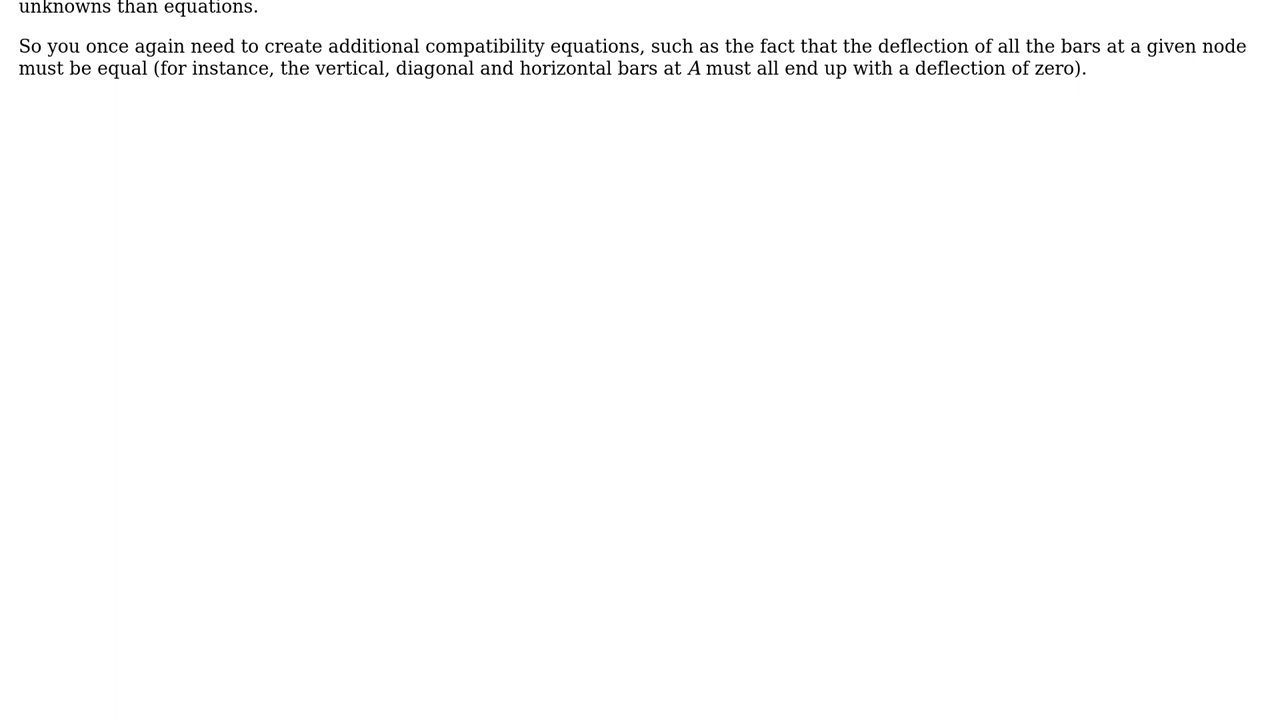 unknowns than equations.
So you once again need to create additional compatibility equations, such as the fact that the deflection of all the bars at a given node
must be equal (for instance, the vertical, diagonal and horizontal bars at A must all end up with a deflection of zero).